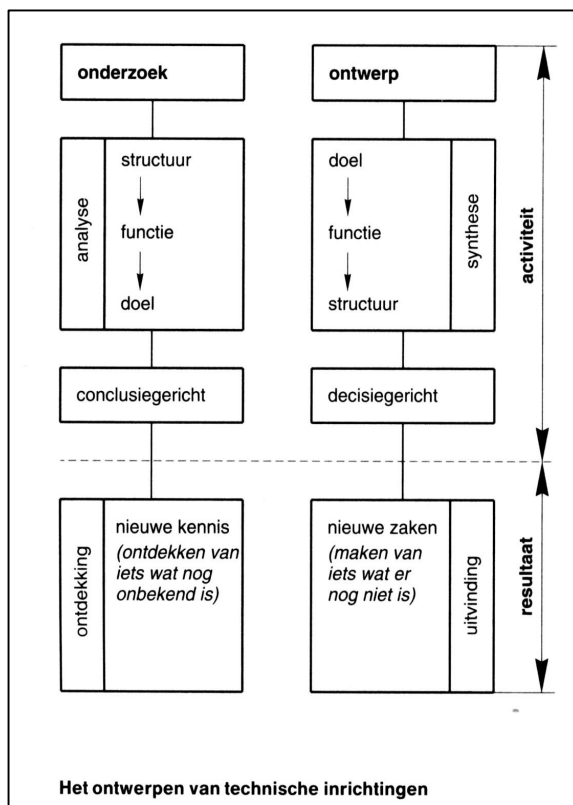 onderzoek
analyse
structuur
functie
doel
conclusiegericht
ontdekking
nieuwe kennis
(ontdekken van
iets wat nog
onbekend is)
ontwerp
doel
functie
structuur
synthese
decisiegericht
nieuwe zaken
(maken van
iets wat er
nog niet is)
uitvinding
activiteit
resultaat
Het ontwerpen van technische inrichtingen